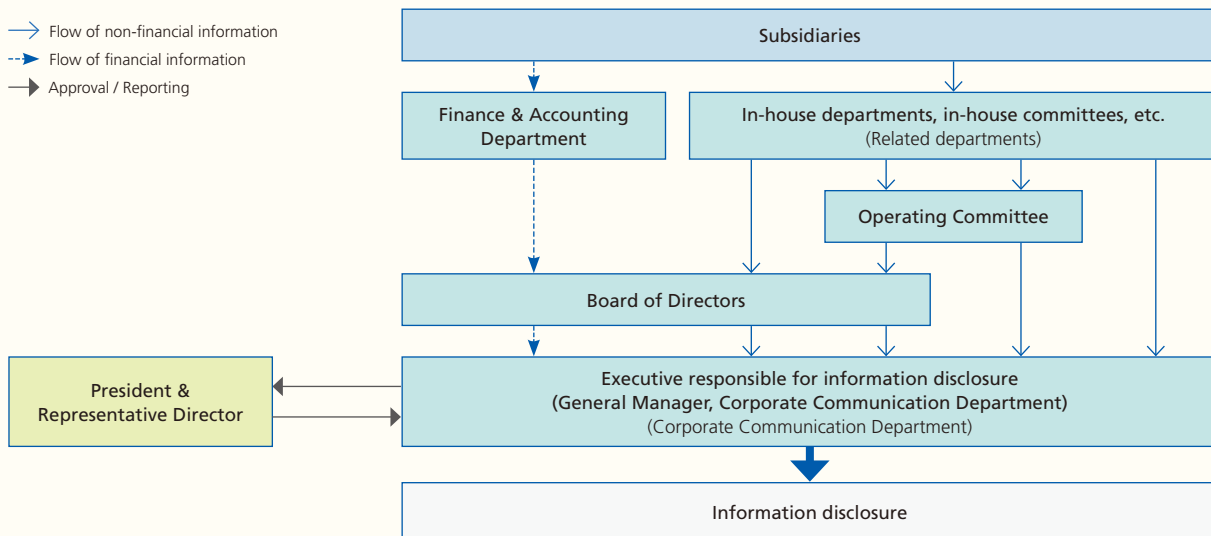 Flow of non-financial information
Flow of financial information
Approval / Reporting
Subsidiaries
Finance & Accounting
Department
In-house departments, in-house committees, etc.
(Related departments)
Operating Committee
Board of Directors
President &
Representative Director
Executive responsible for information disclosure
(General Manager, Corporate Communication Department)
(Corporate Communication Department)
Information disclosure